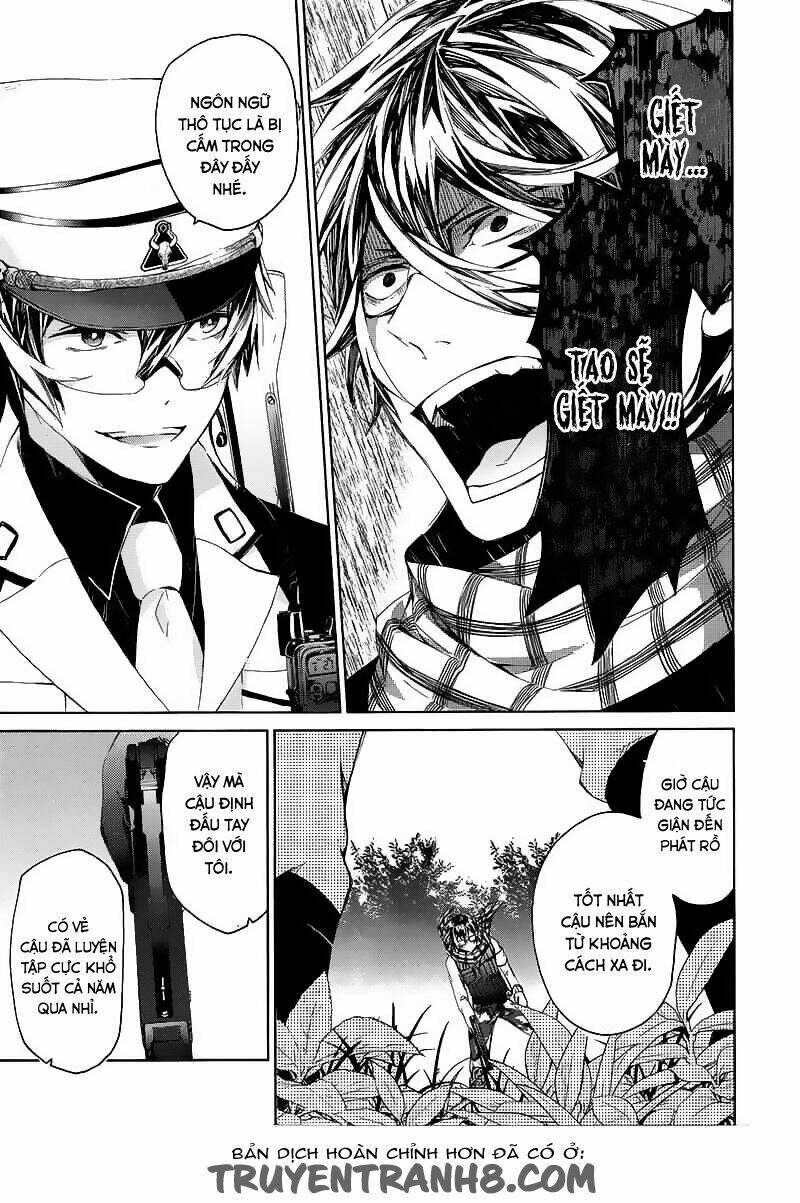 GIẾT
MÀY...
TAO SẼ
GIẾT MÀY!!
NGÔN NGỮ
THÔ TỤC LÀ BỊ
CẤM TRONG
ĐÂY ĐẤY
NHÉ.
GIỜ CẬU
ĐANG TỨC
GIẬN ĐẾN
PHÁT RỒ
TỐT NHẤT
CẬU NÊN BẮN
TỪ KHOẢNG
CÁCH XA ĐI.
VẬY MÀ
CẬU ĐỊNH
ĐẤU TAY
ĐÔI VỚI
TÔI.
CÓ VẺ
CẬU ĐÃ LUYỆN
TẬP CỰC KHỔ
SUỐT CẢ NĂM
QUA NHỈ.
BẢN DỊCH HOÀN CHỈNH HƠN ĐÃ CÓ Ở:
TRUYENTRANH8.COM